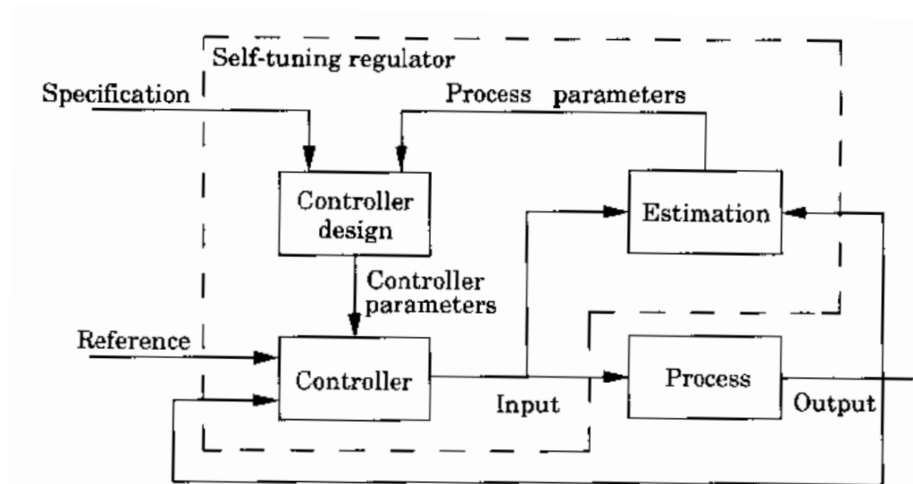 Self-tuning regulator
Specification
Process parameters
Controller
design
Estimation
Controller
parameters
Reference
Controller
Process
Input
Output